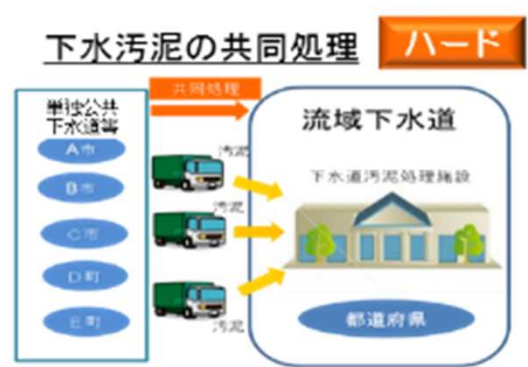 下水汚泥の共同処理
ハード
共同処理
単独公共
下水道等
A市
B市
C市
D町
E町
汚泥
汚泥
汚泥
流域下水道
下水道汚泥処理施設
都道府県